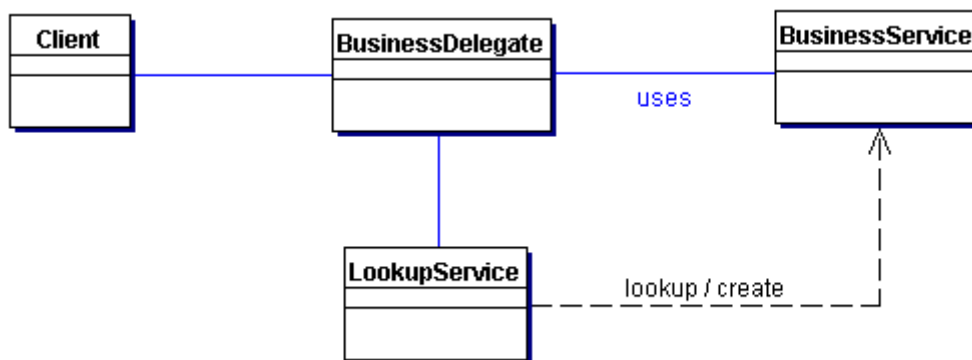 Client
BusinessDelegate
BusinessService
uses
LookupService
lookup / create